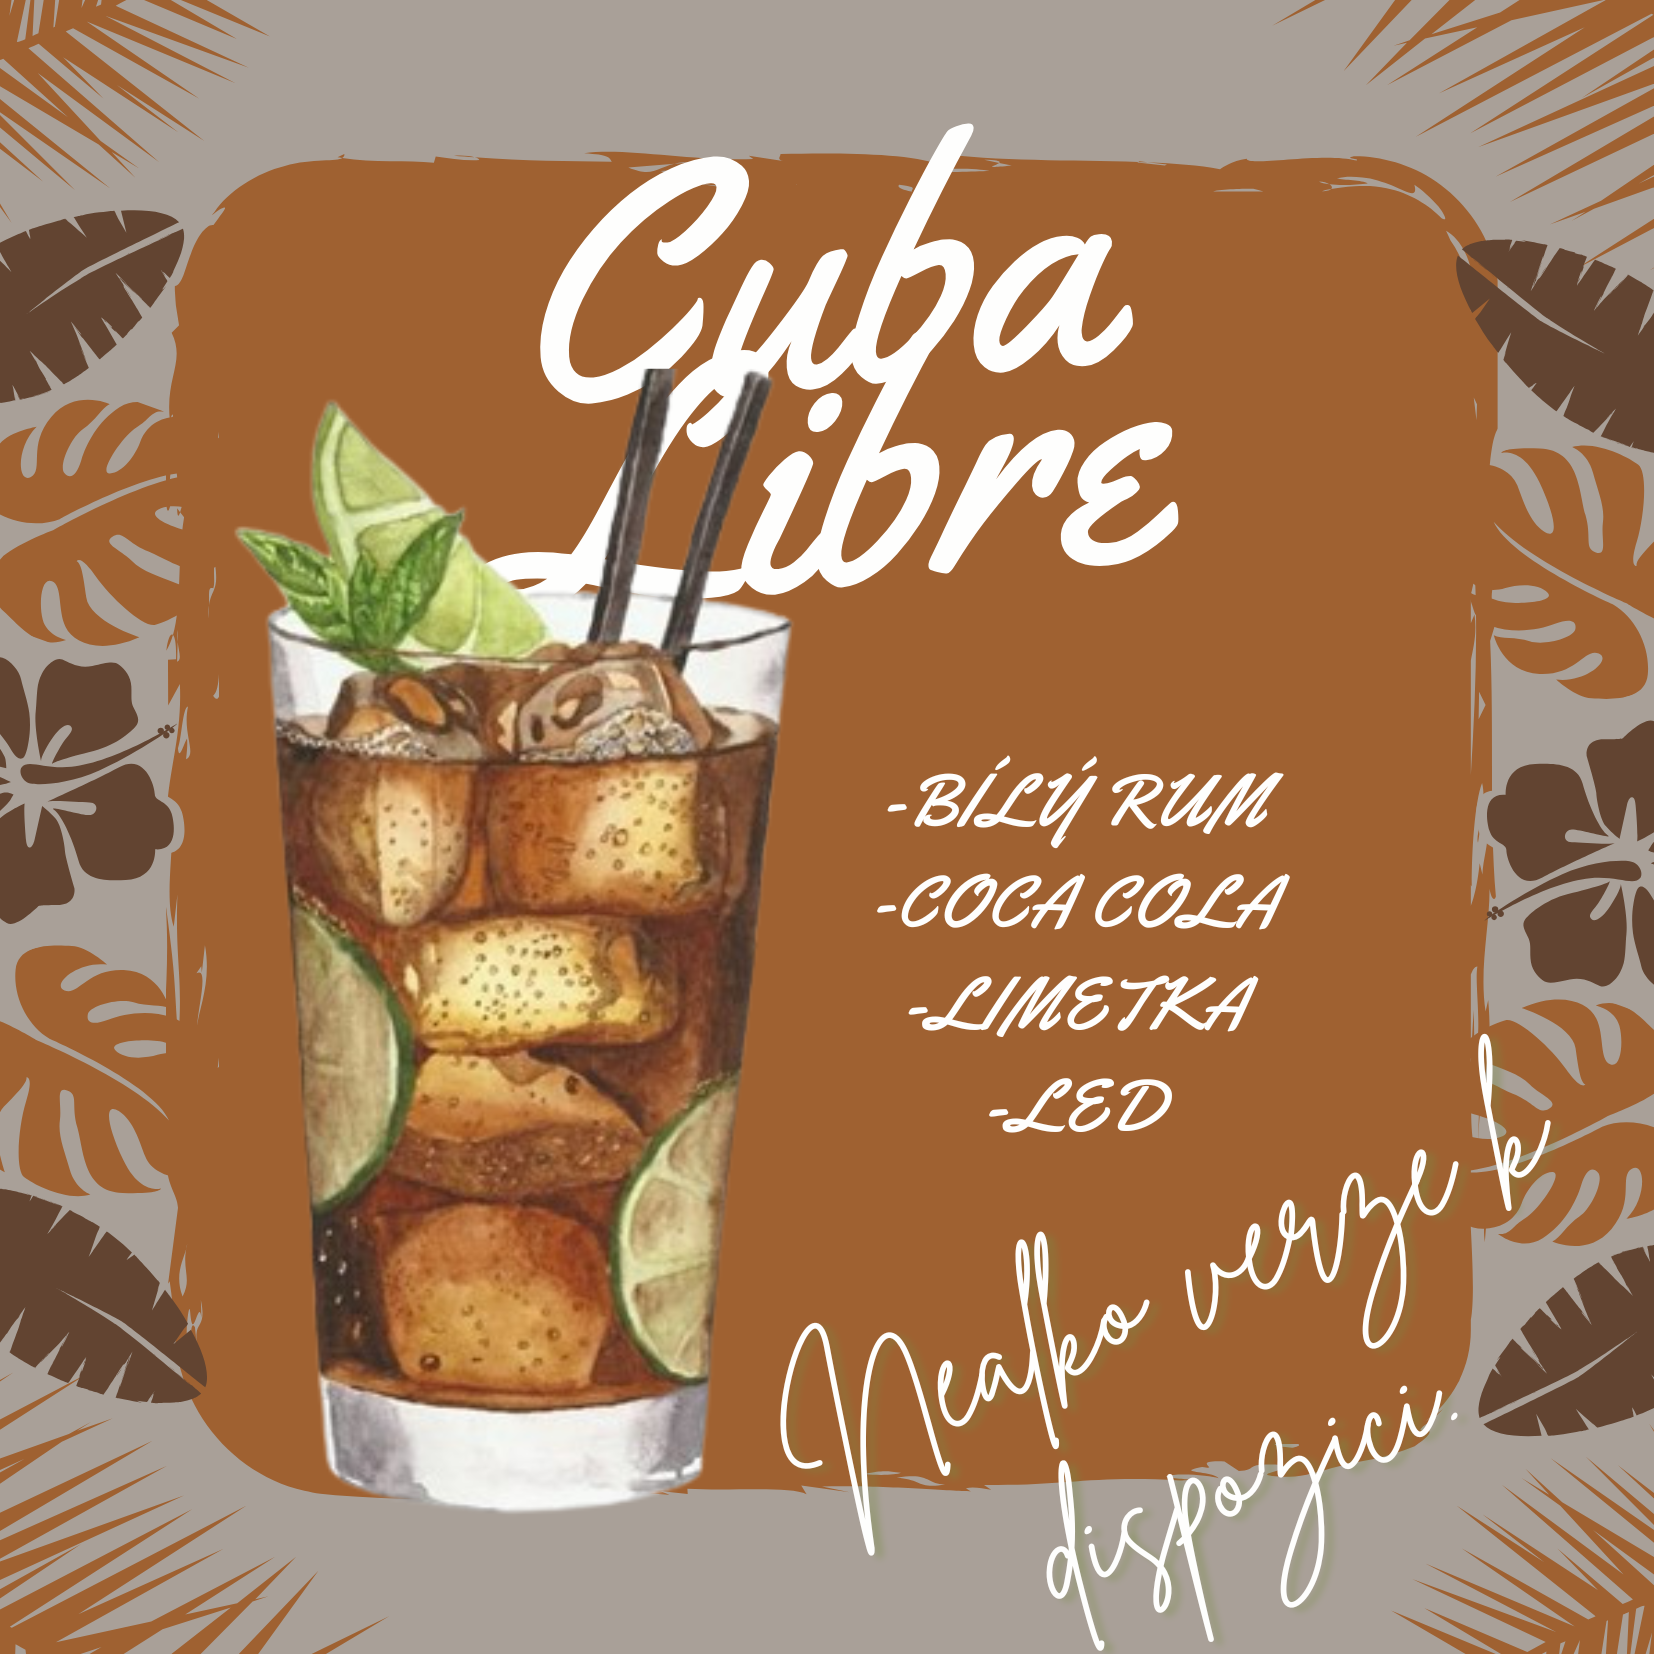 Cuba
Libre
-BÍLÝ RUM
-COCA COLA
-LIMETKA
-LED
Nealko verze k
dispozici.